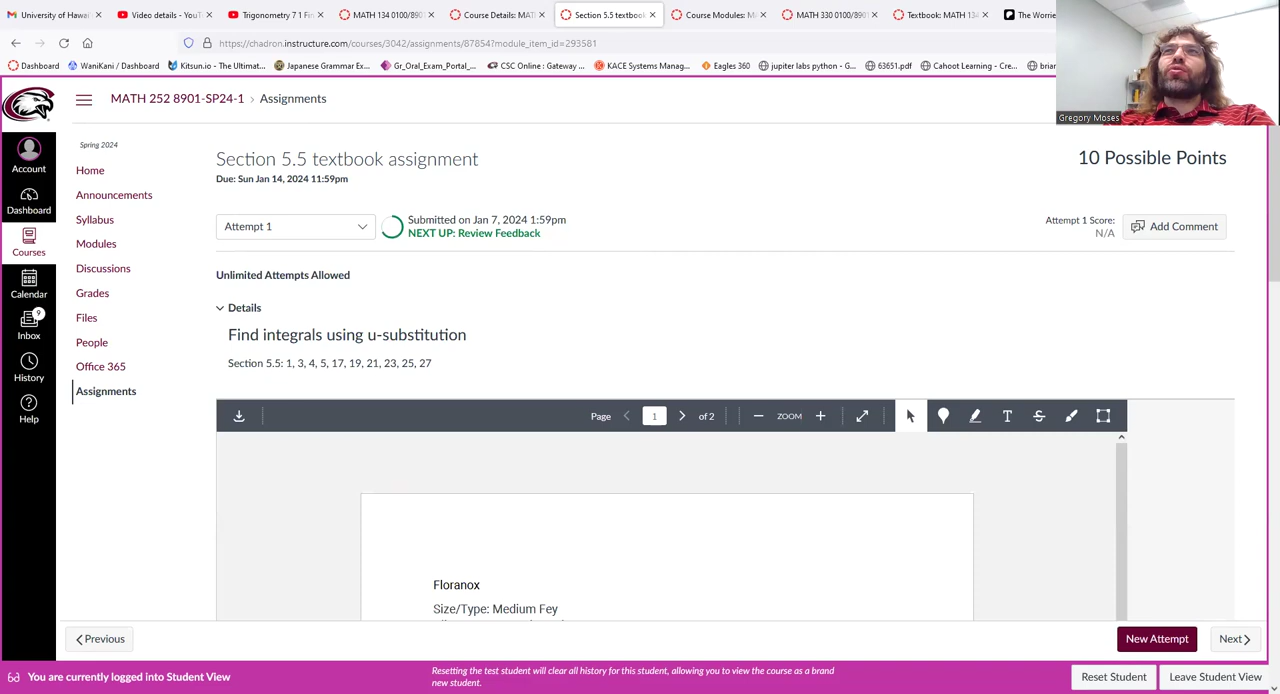 University of Hawai
Video details - YouT
Trigonometry 7 1 Fi
MATH 134 0100/890
Course Details: MAT
Section 5.5 textbook
Course Modules: M
MATH 330 0100/890
Textbook: MATH 134
The Worrie
https://chadron.instructure.com/courses/3042/assignments/87854?module_item_id=293581
Dashboard
WaniKani / Dashboard
Kitsun.io - The Ultimat...
Japanese Grammar Ex...
Gr_Oral_Exam_Portal_...
CSC Online : Gateway ...
KACE Systems Manag...
Eagles 360
jupiter labs python - G...
63651.pdf
Cahoot Learning - Cre...
brian
Gregory Moses
MATH 252 8901-SP24-1 > Assignments
Account
Dashboard
Courses
Calendar
9
Inbox
History
Help
Spring 2024
Home
Announcements
Syllabus
Modules
Discussions
Grades
Files
People
Office 365
Assignments
Section 5.5 textbook assignment
10 Possible Points
Due: Sun Jan 14, 2024 11:59pm
Attempt 1
Submitted on Jan 7, 2024 1:59pm
NEXT UP: Review Feedback
Attempt 1 Score:
N/A
Add Comment
Unlimited Attempts Allowed
Details
Find integrals using u-substitution
Section 5.5: 1, 3, 4, 5, 17, 19, 21, 23, 25, 27
Page 1 of 2
ZOOM
T
S
Floranox
Size/Type: Medium Fey
Previous
New Attempt
Next
You are currently logged into Student View
Resetting the test student will clear all history for this student, allowing you to view the course as a brand
new student.
Reset Student
Leave Student View